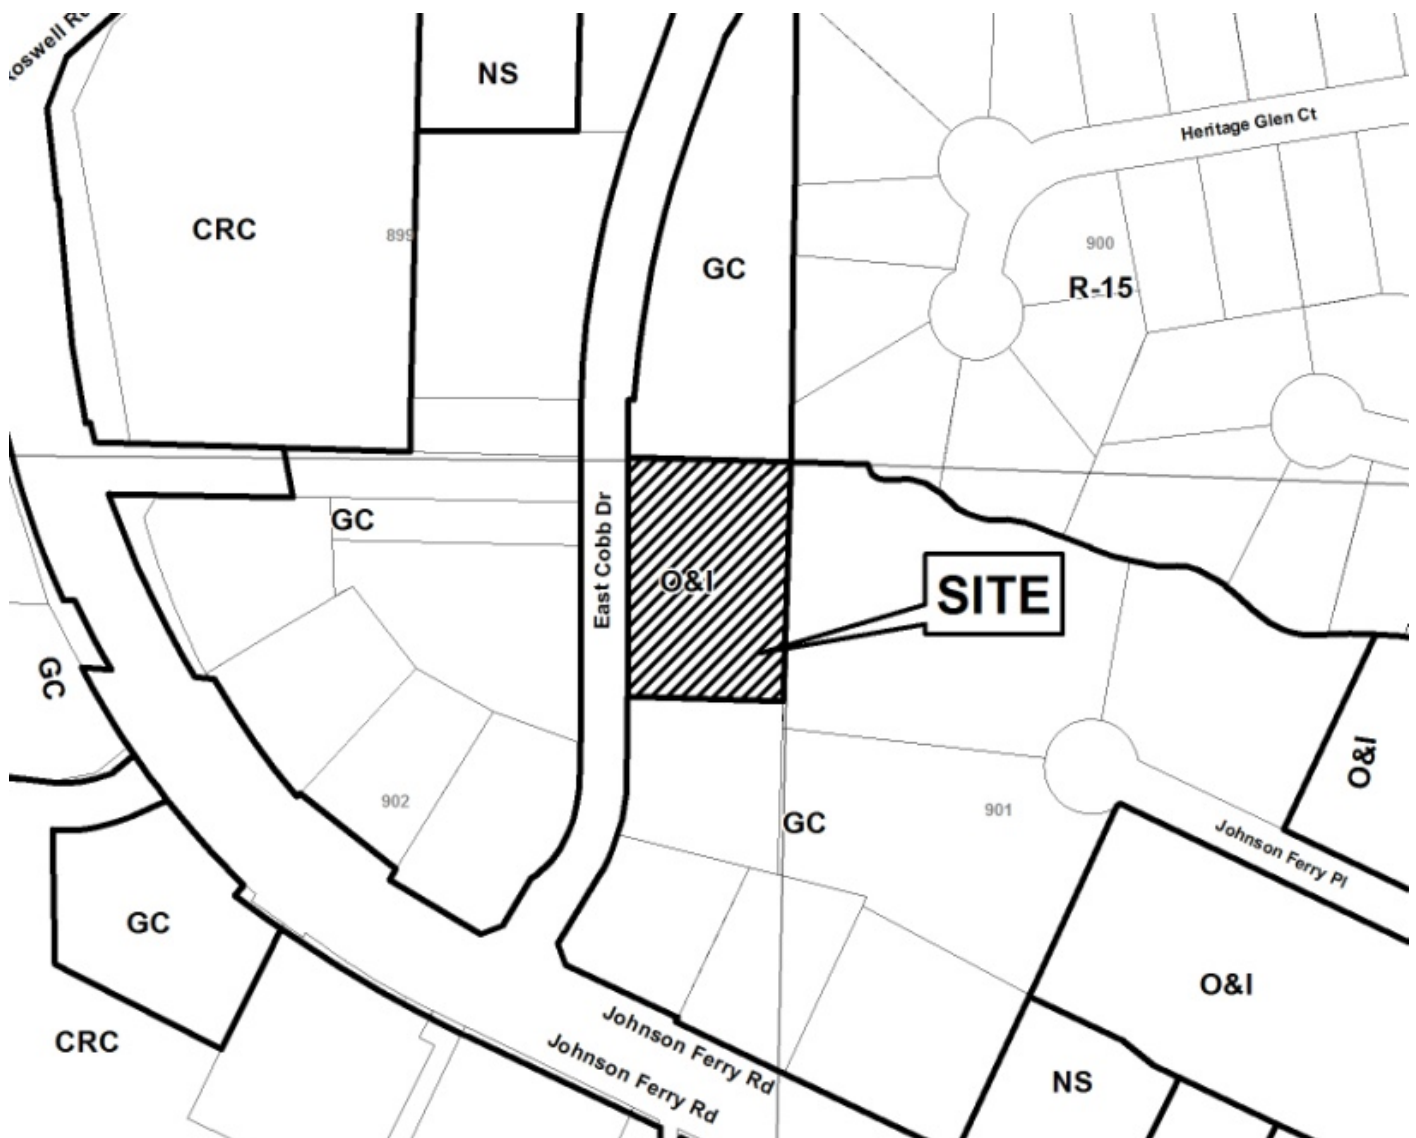 Roswell Rd
NS
Heritage Glen Ct
CRC
899
900
GC
R-15
GC
East Cobb Dr
O&I
SITE
GC
O&I
902
901
GC
Johnson Ferry Pl
GC
O&I
CRC
Johnson Ferry Rd
Johnson Ferry Rd
NS